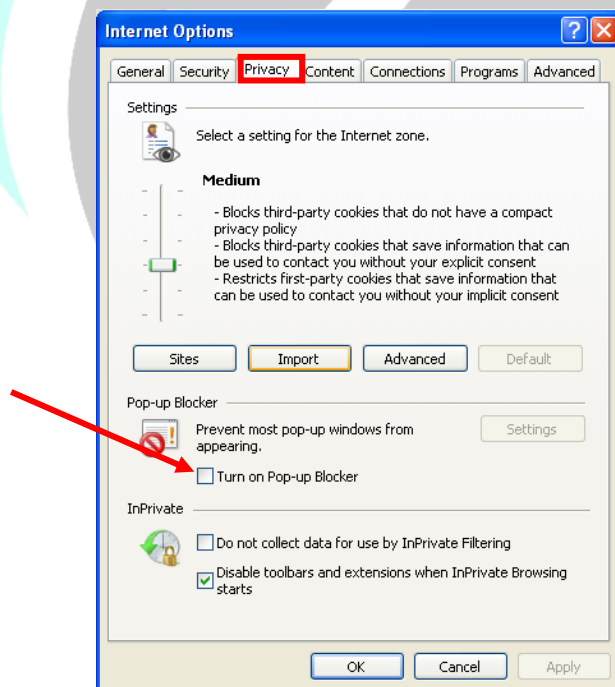 Internet Options
General Security Privacy Content Connections Programs Advanced
Settings
Select a setting for the Internet zone.
Medium
- Blocks third-party cookies that do not have a compact
privacy policy
- Blocks third-party cookies that save information that can
be used to contact you without your explicit consent
- Restricts first-party cookies that save information that
can be used to contact you without your implicit consent
Sites Import Advanced Default
Pop-up Blocker
Prevent most pop-up windows from
appearing.
Settings
Turn on Pop-up Blocker
InPrivate
Do not collect data for use by InPrivate Filtering
Disable toolbars and extensions when InPrivate Browsing
starts
OK Cancel Apply